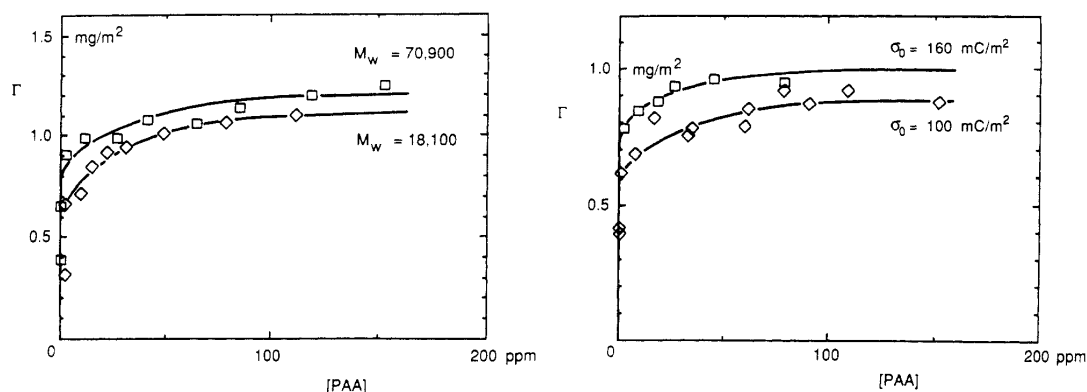 1.5
mg/m²
M_W = 70,900
Γ
1.0
M_W = 18,100
0.5
0
100
200 ppm
[PAA]
σ₀ = 160 mC/m²
1.0
mg/m²
σ₀ = 100 mC/m²
Γ
0.5
0
100
200 ppm
[PAA]